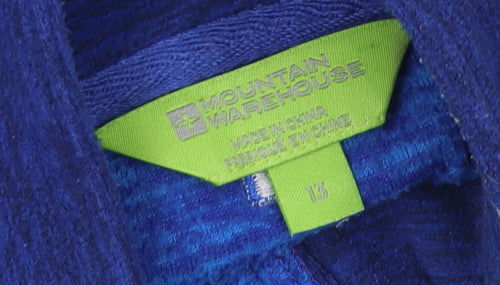 MOUNTAIN
WAREHOUSE
MADE IN CHINA
FABRIQUÉ EN CHINE
13